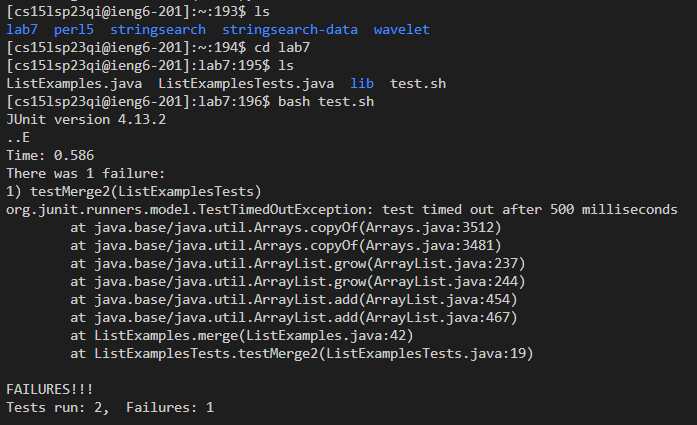 [cs15lsp23qi@ieng6-201]:~:193$ ls
lab7  perl5  stringsearch  stringsearch-data  wavelet
[cs15lsp23qi@ieng6-201]:~:194$ cd lab7
[cs15lsp23qi@ieng6-201]:lab7:195$ ls
ListExamples.java  ListExamplesTests.java  lib  test.sh
[cs15lsp23qi@ieng6-201]:lab7:196$ bash test.sh
JUnit version 4.13.2
..E
Time: 0.586
There was 1 failure:
1) testMerge2(ListExamplesTests)
org.junit.runners.model.TestTimedOutException: test timed out after 500 milliseconds
        at java.base/java.util.Arrays.copyOf(Arrays.java:3512)
        at java.base/java.util.Arrays.copyOf(Arrays.java:3481)
        at java.base/java.util.ArrayList.grow(ArrayList.java:237)
        at java.base/java.util.ArrayList.grow(ArrayList.java:244)
        at java.base/java.util.ArrayList.add(ArrayList.java:454)
        at java.base/java.util.ArrayList.add(ArrayList.java:467)
        at ListExamples.merge(ListExamples.java:42)
        at ListExamplesTests.testMerge2(ListExamplesTests.java:19)
FAILURES!!!
Tests run: 2,  Failures: 1